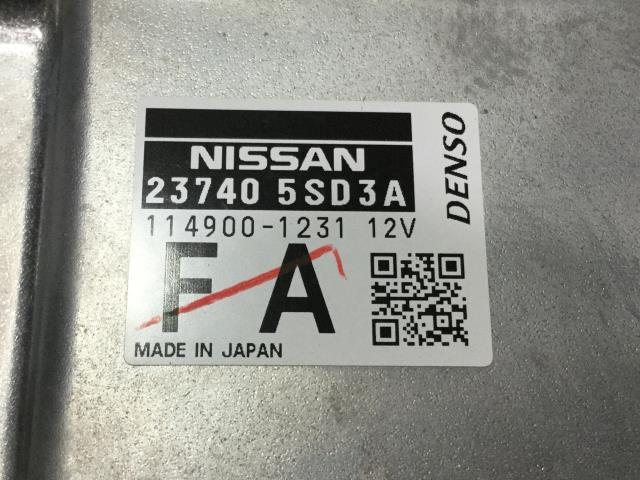 NISSAN
23740 5SD3A
114900-1231 12V
F A
MADE IN JAPAN
DENSO